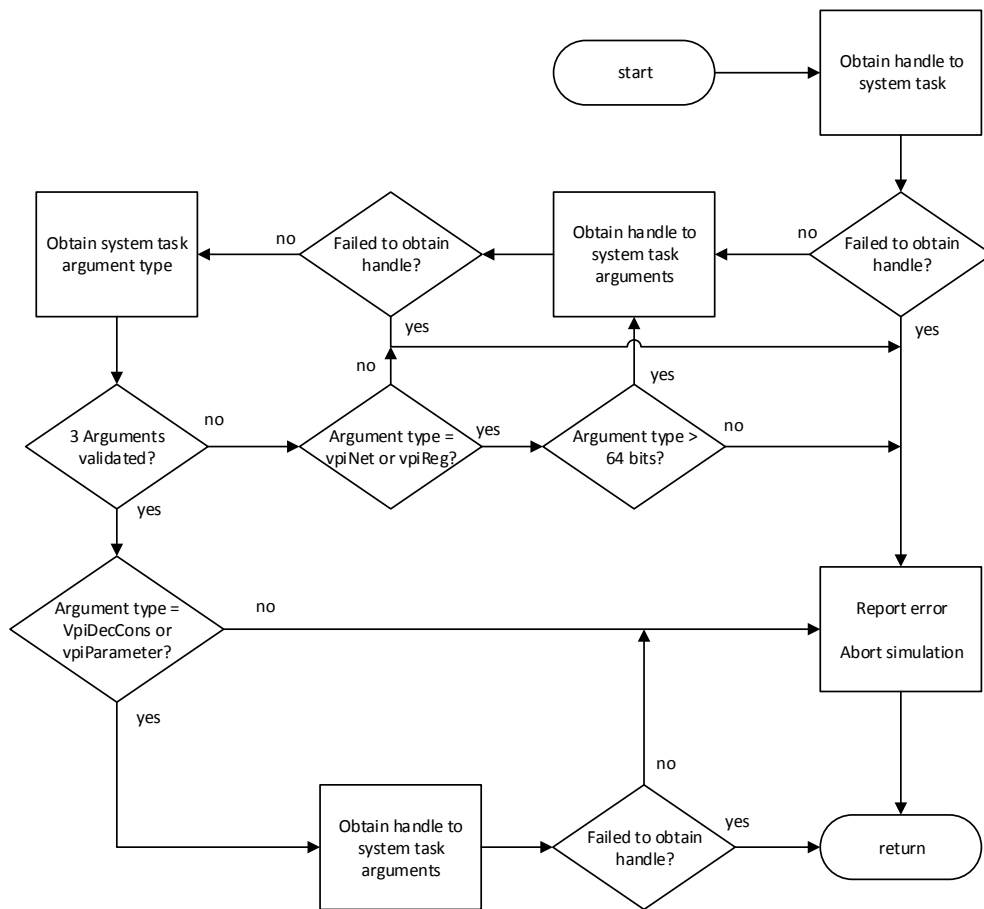 start
Obtain handle to
system task
Obtain system task
argument type
no
Failed to obtain
handle?
Obtain handle to
system task
arguments
no
Failed to obtain
handle?
yes
yes
no
yes
3 Arguments
validated?
no
Argument type =
vpiNet or vpiReg?
yes
Argument type >
64 bits?
no
yes
Argument type =
VpiDecCons or
vpiParameter?
no
Report error
Abort simulation
yes
no
Obtain handle to
system task
arguments
Failed to obtain
handle?
yes
return